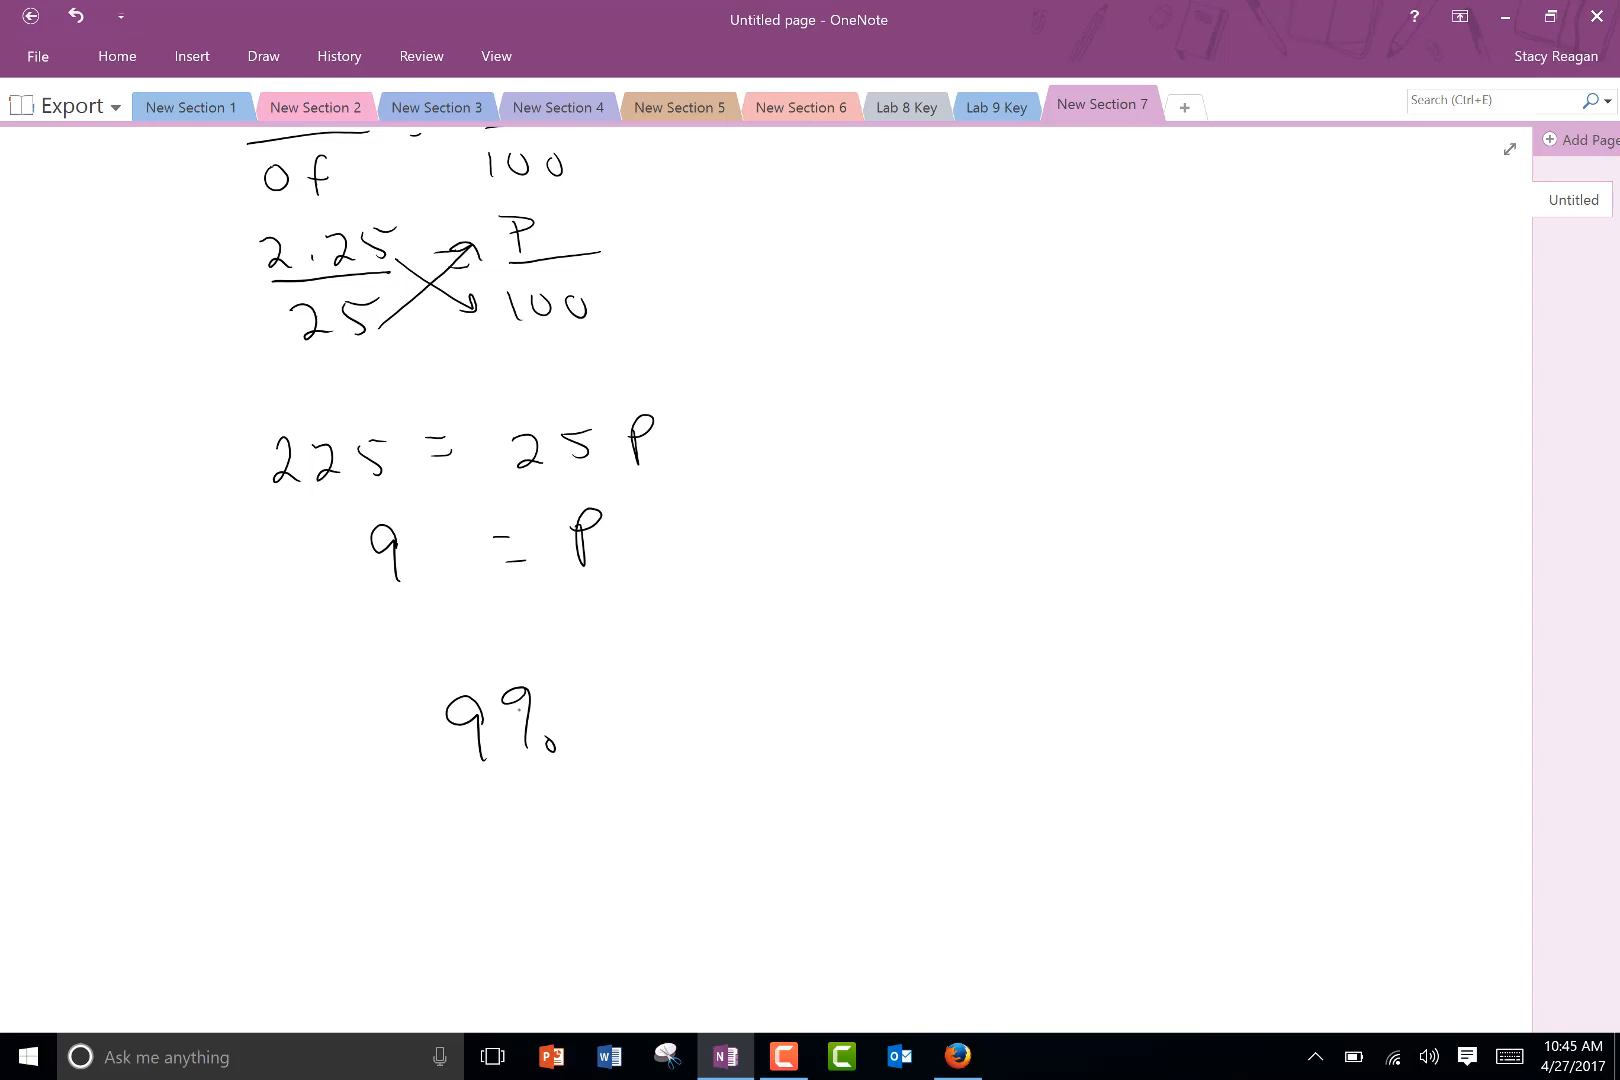 Untitled page - OneNote
?
File Home Insert Draw History Review View
Stacy Reagan
Export New Section 1 New Section 2 New Section 3 New Section 4 New Section 5 New Section 6 Lab 8 Key Lab 9 Key New Section 7 +
Search (Ctrl+E)
Add Page
Untitled
of 100
2.25 = P
25 100
225 = 25 P
9 = P
9%
Ask me anything
10:45 AM
4/27/2017